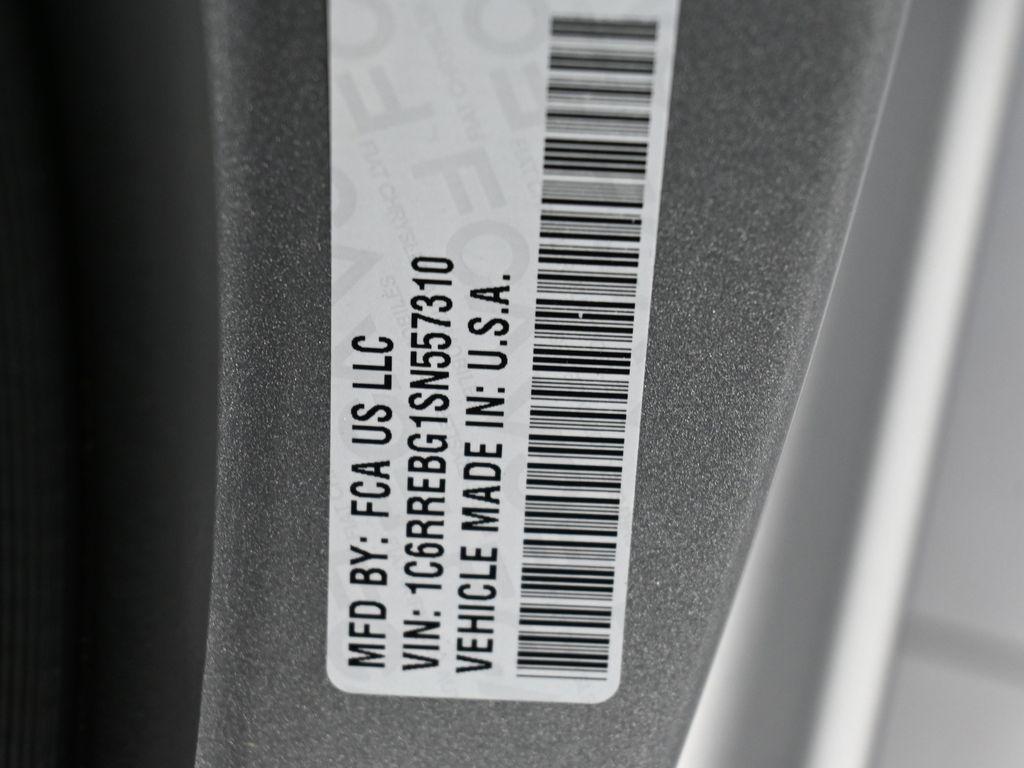 MFD BY: FCA US LLC
VIN: 1C6RREBG1SN557310
VEHICLE MADE IN: U.S.A.